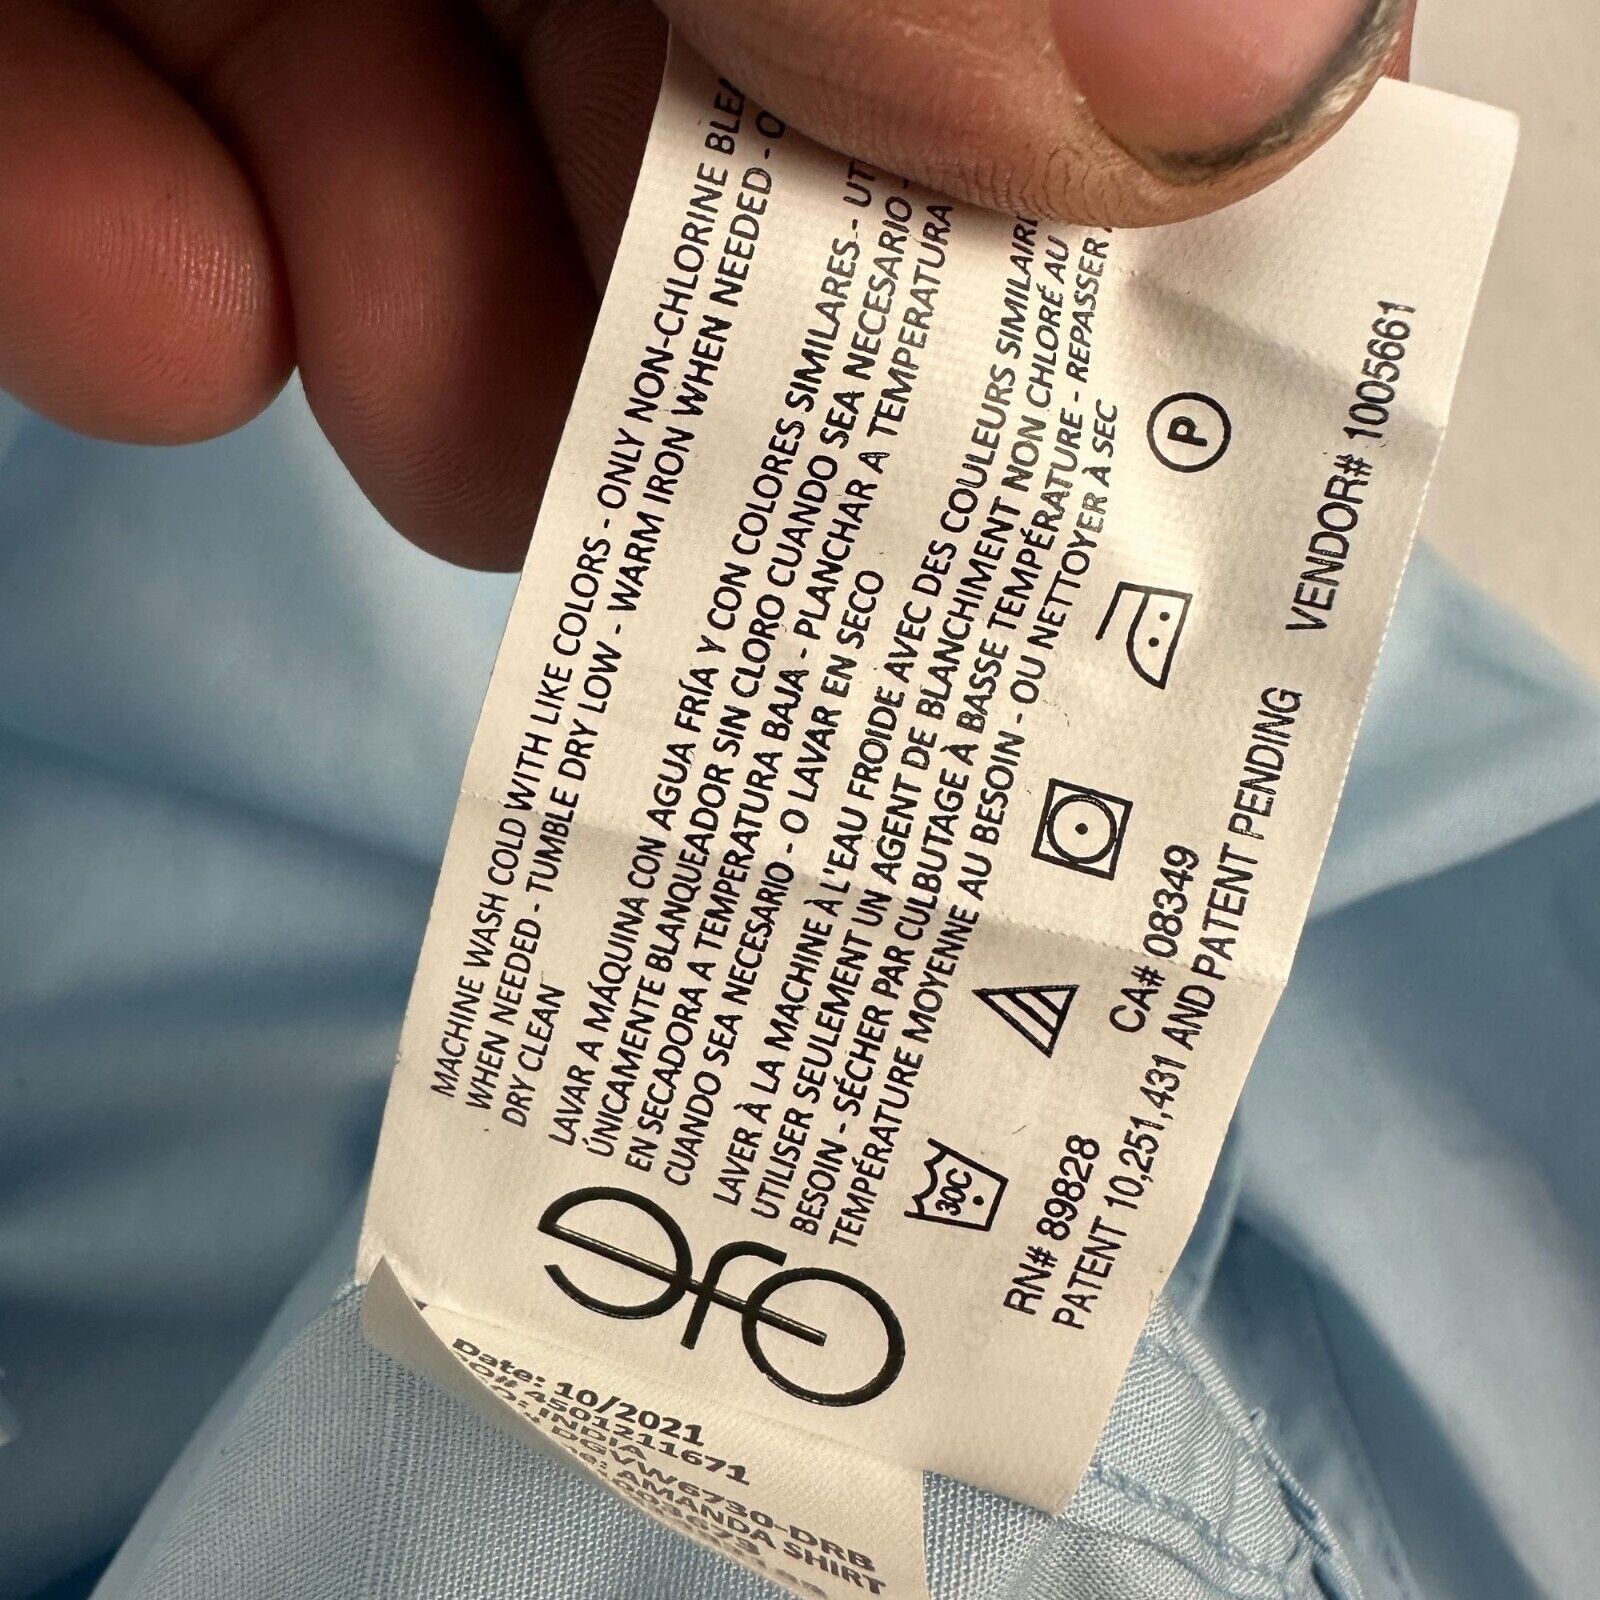 MACHINE WASH COLD WITH LIKE COLORS - ONLY NON-CHLORINE
WHEN NEEDED - TUMBLE DRY LOW - WARM IRON WHEN NEEDED -
DRY CLEAN
LAVAR A MÁQUINA CON AGUA FRÍA Y CON COLORES SIMILARES -
ÚNICAMENTE BLANQUEADOR SIN CLORO CUANDO SEA NECESARIO -
EN SECADORA A TEMPERATURA BAJA - PLANCHAR A TEMPERATURA
CUANDO SEA NECESARIO - O LAVAR EN SECO
LAVER À LA MACHINE À L'EAU FROIDE AVEC DES COULEURS
UTILISER SEULEMENT UN AGENT DE BLANCHIMENT NON CHLORÉ AU
BESOIN - SÉCHER PAR CULBUTAGE À BASSE TEMPÉRATURE - REPASSER
TEMPÉRATURE MOYENNE AU BESOIN - OU NETTOYER À SEC
30C
P
RN# 89828 CA# 08349 VENDOR# 1005661
PATENT 10,251,431 AND PATENT PENDING
Date: 10/2021
4501211671
INDIA
DGVW6730-DRB
AMANDA SHIRT